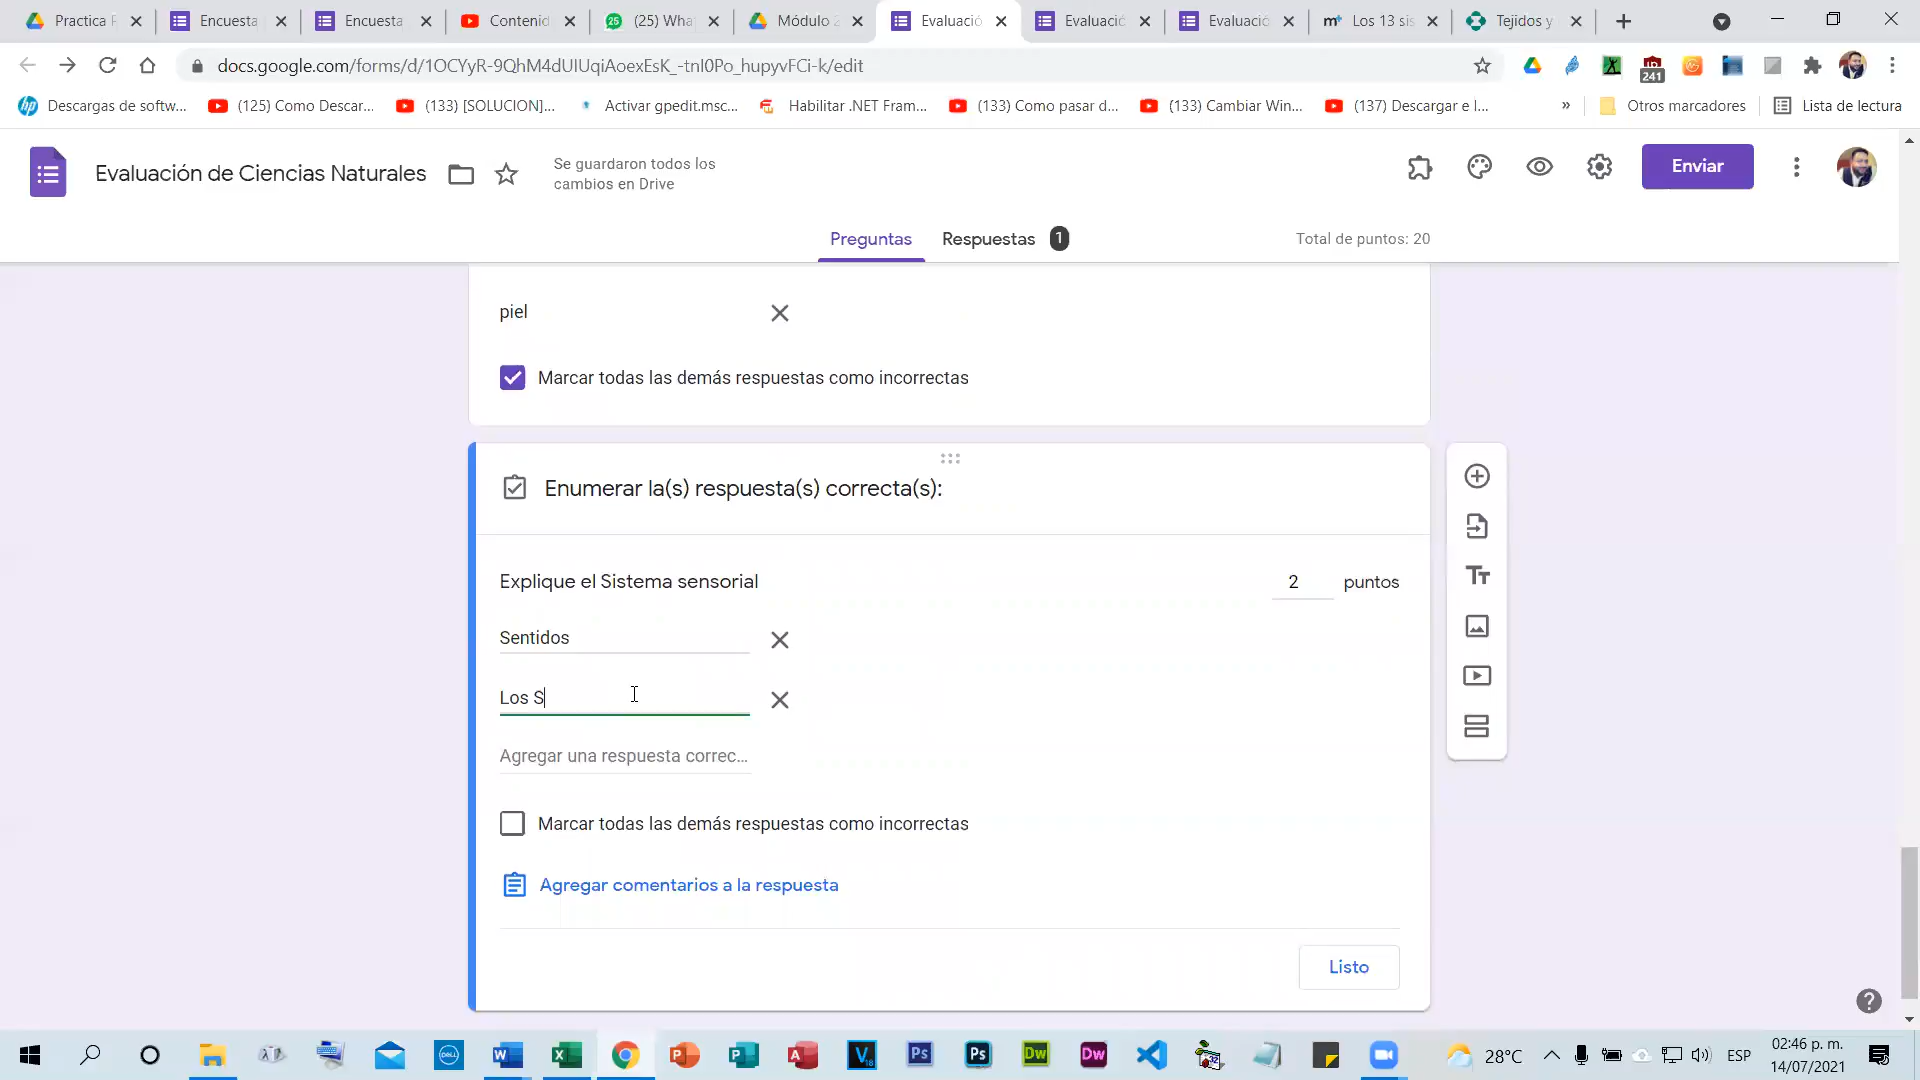 Practica
Encuesta
Encuesta
Contenid
(25) Wha
Módulo 2
Evaluació
Evaluació
Evaluació
Los 13 sis
Tejidos y
docs.google.com/forms/d/1OCYyR-9QhM4dUIUqiAoexEsK_-tnI0Po_hupyvFCi-k/edit
241
Descargas de softw...
(125) Como Descar...
(133) [SOLUCION]...
Activar gpedit.msc...
Habilitar .NET Fram...
(133) Como pasar d...
(133) Cambiar Win...
(137) Descargar e I...
»
Otros marcadores
Lista de lectura
Evaluación de Ciencias Naturales
Se guardaron todos los
cambios en Drive
Enviar
Preguntas
Respuestas 1
Total de puntos: 20
piel
Marcar todas las demás respuestas como incorrectas
Enumerar la(s) respuesta(s) correcta(s):
Explique el Sistema sensorial
2 puntos
Sentidos
Los S
Agregar una respuesta correc...
Marcar todas las demás respuestas como incorrectas
Agregar comentarios a la respuesta
Listo
28°C
ESP
02:46 p. m.
14/07/2021